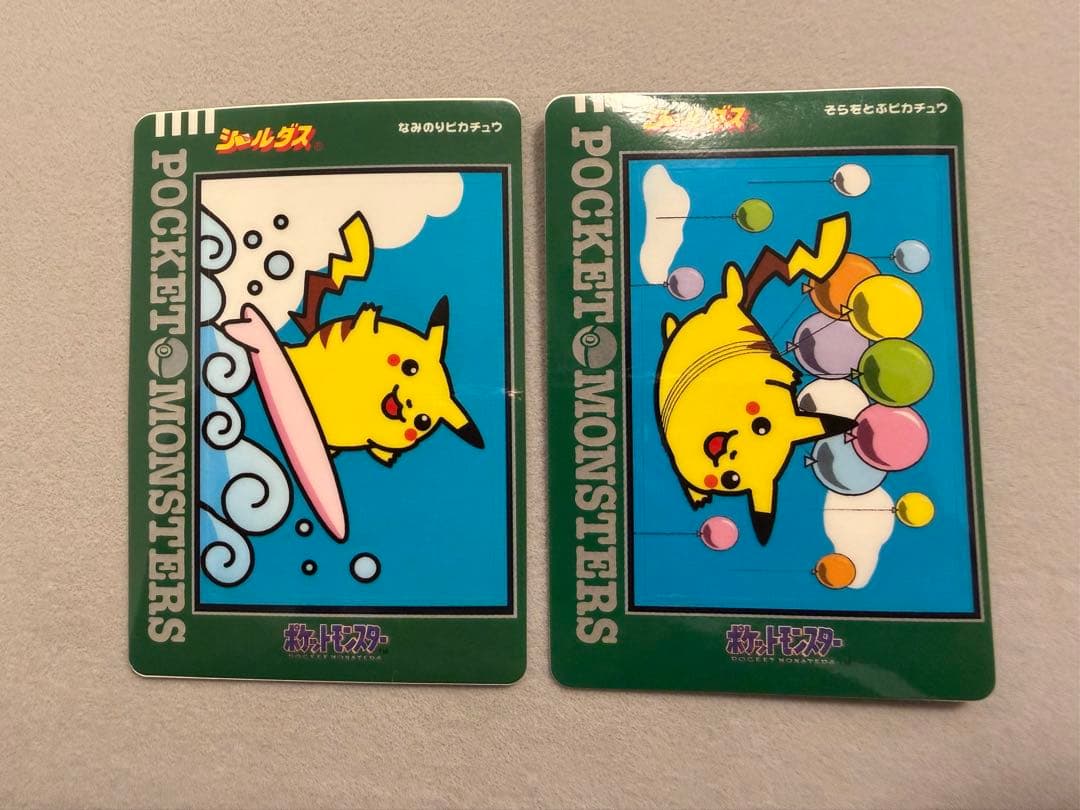 シールダス®
なみのりピカチュウ
POCKET MONSTERS
ポケットモンスター
シールダス
そらをとぶピカチュウ
POCKET MONSTERS
ポケットモンスター